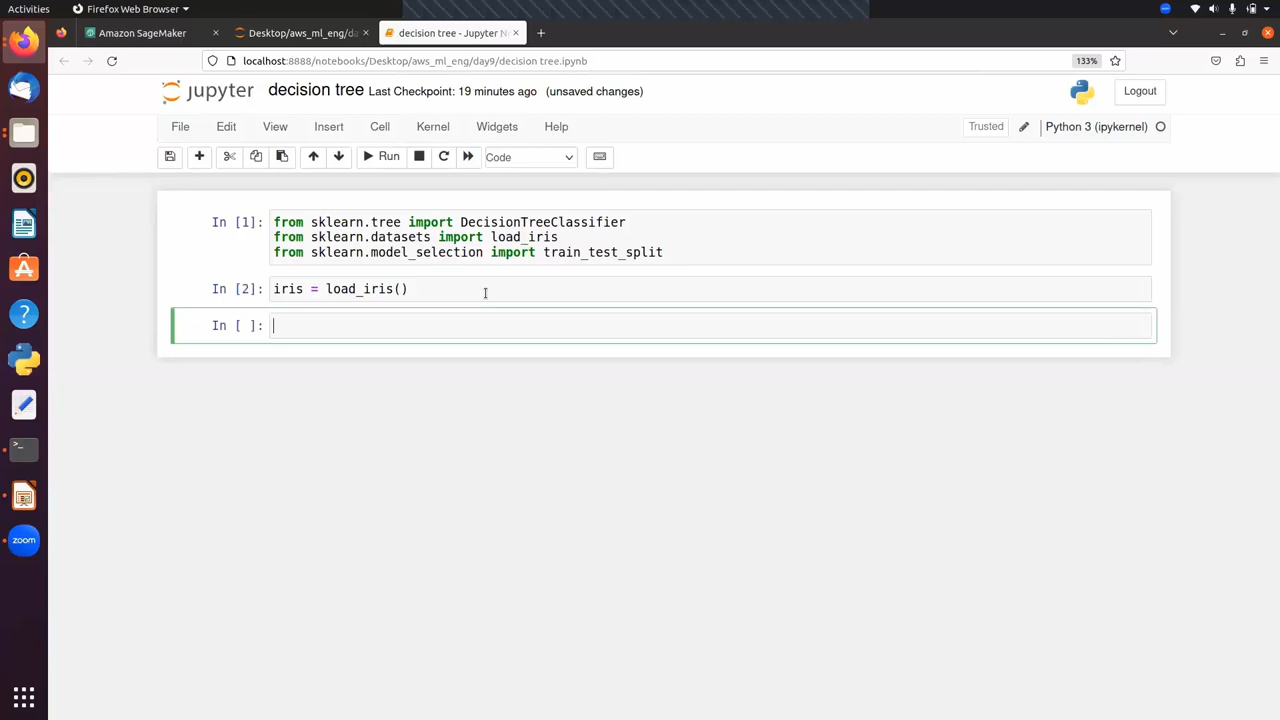 Activities
Firefox Web Browser
Amazon SageMaker
Desktop/aws_ml_eng/da
decision tree - Jupyter N
localhost:8888/notebooks/Desktop/aws_ml_eng/day9/decision tree.ipynb
133%
jupyter
decision tree Last Checkpoint: 19 minutes ago (unsaved changes)
Logout
File Edit View Insert Cell Kernel Widgets Help
Trusted
Python 3 (ipykernel)
Run
Code
In [1]:
from sklearn.tree import DecisionTreeClassifier
from sklearn.datasets import load_iris
from sklearn.model_selection import train_test_split
In [2]:
iris = load_iris()
In [ ]:
zoom